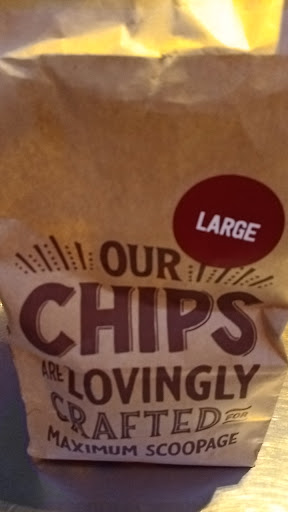 LARGE
OUR
CHIPS
ARE LOVINGLY
CRAFTED FOR
MAXIMUM SCOOPAGE